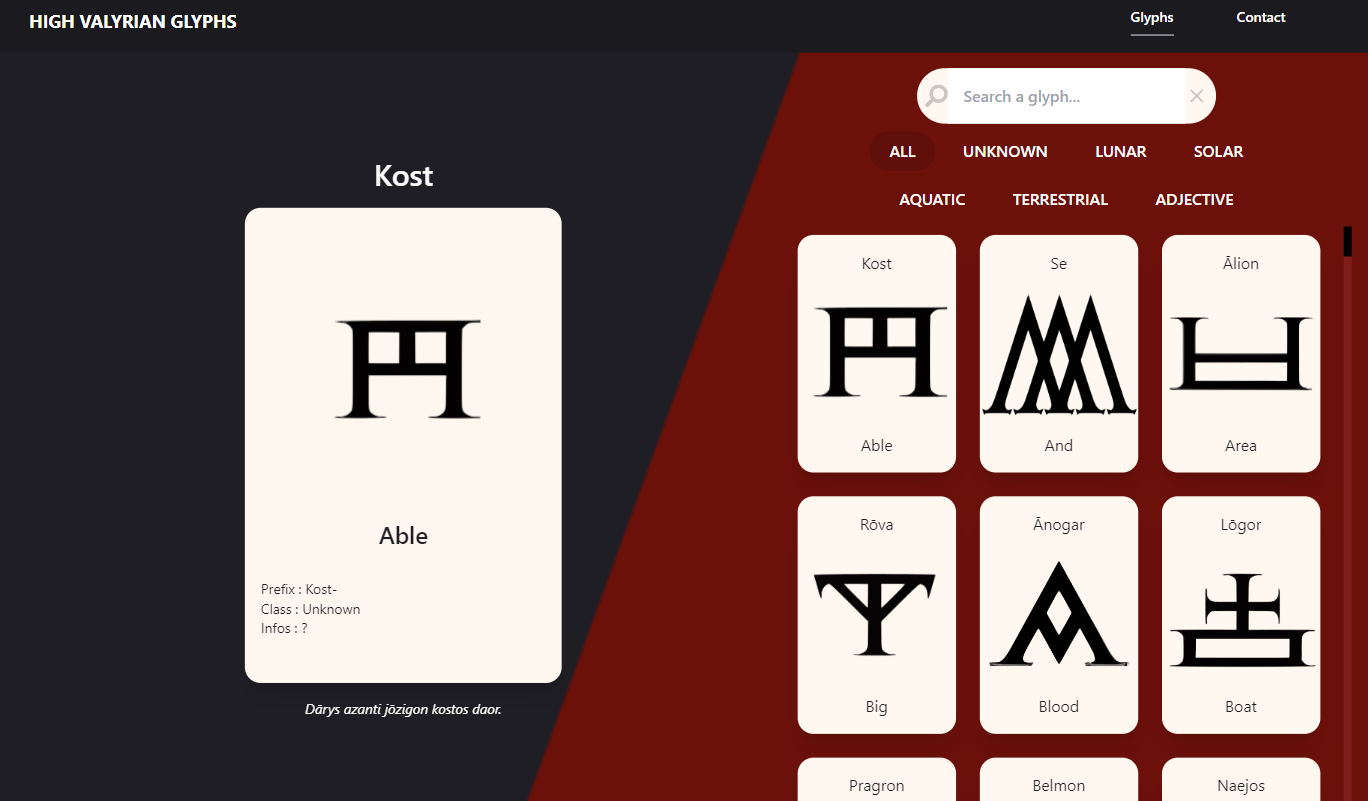 HIGH VALYRIAN GLYPHS
Glyphs Contact
Kost
Able
Prefix : Kost-
Class : Unknown
Infos : ?
Dārys azanti jōzigon kostos daor.
Search a glyph...
ALL UNKNOWN LUNAR SOLAR
AQUATIC TERRESTRIAL ADJECTIVE
Kost Se Ālion
Able And Area
Rōva Ānogar Lōgor
Big Blood Boat
Pragron Belmon Naejos